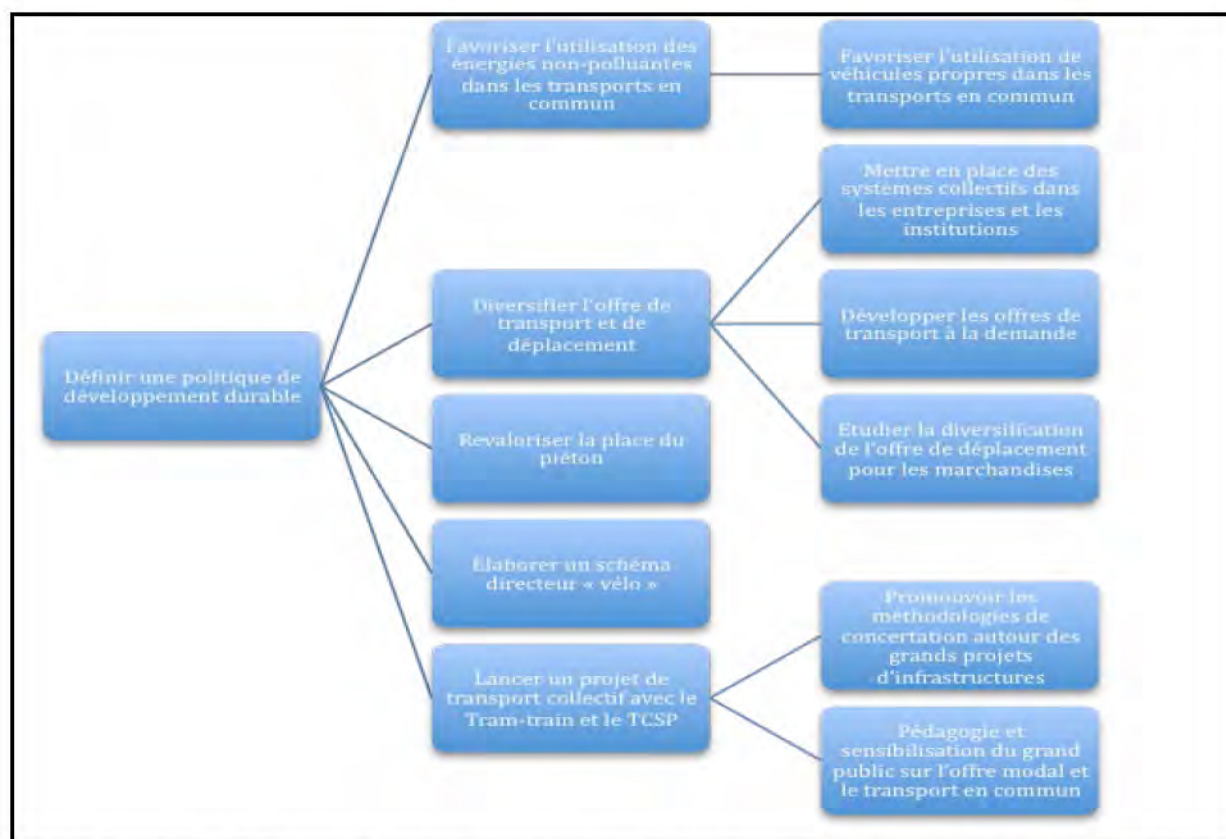 Favoriser l'utilisation des
énergies non-polluantes
dans les transports en
commun
Favoriser l'utilisation de
véhicules propres dans les
transports en commun
Mettre en place des
systèmes collectifs dans
les entreprises et les
institutions
Diversifier l'offre de
transport et de
déplacement
Développer les offres de
transport à la demande
Définir une politique de
développement durable
Etudier la diversification
de l'offre de déplacement
pour les marchandises
Revaloriser la place du
piéton
Elaborer un schéma
directeur « vélo »
Promouvoir les
méthodologies de
concertation autour des
grands projets
d'infrastructures
Lancer un projet de
transport collectif avec le
Tram-train et le TCSP
Pédagogie et
sensibilisation du grand
public sur l'offre modal et
le transport en commun